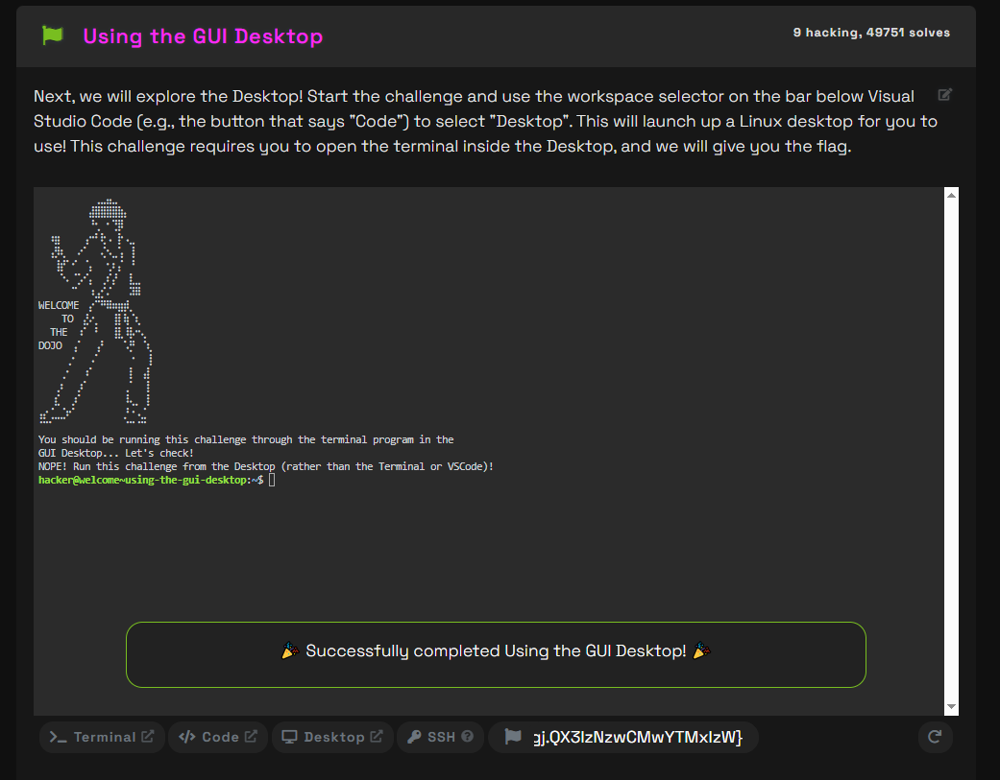 Using the GUI Desktop
9 hacking, 49751 solves
Next, we will explore the Desktop! Start the challenge and use the workspace selector on the bar below Visual
Studio Code (e.g., the button that says "Code") to select "Desktop". This will launch up a Linux desktop for you to
use! This challenge requires you to open the terminal inside the Desktop, and we will give you the flag.
WELCOME
TO
THE
DOJO
You should be running this challenge through the terminal program in the
GUI Desktop... Let's check!
NOPE! Run this challenge from the Desktop (rather than the Terminal or VSCode)!
hacker@welcome~using-the-gui-desktop:~$
🎉 Successfully completed Using the GUI Desktop! 🎉
Terminal
Code
Desktop
SSH
gj.QX3IzNzwCMwYTMxIzW}